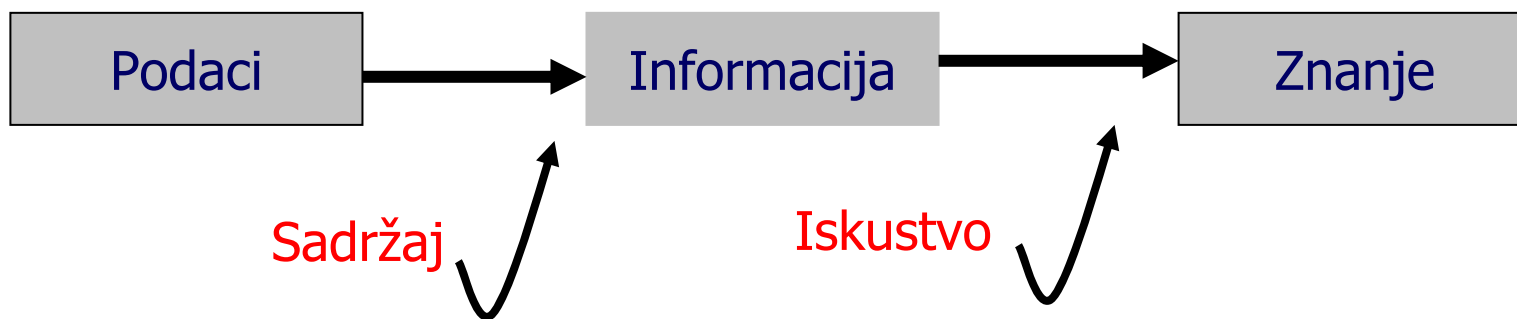 Podaci
Informacija
Znanje
Sadržaj
Iskustvo